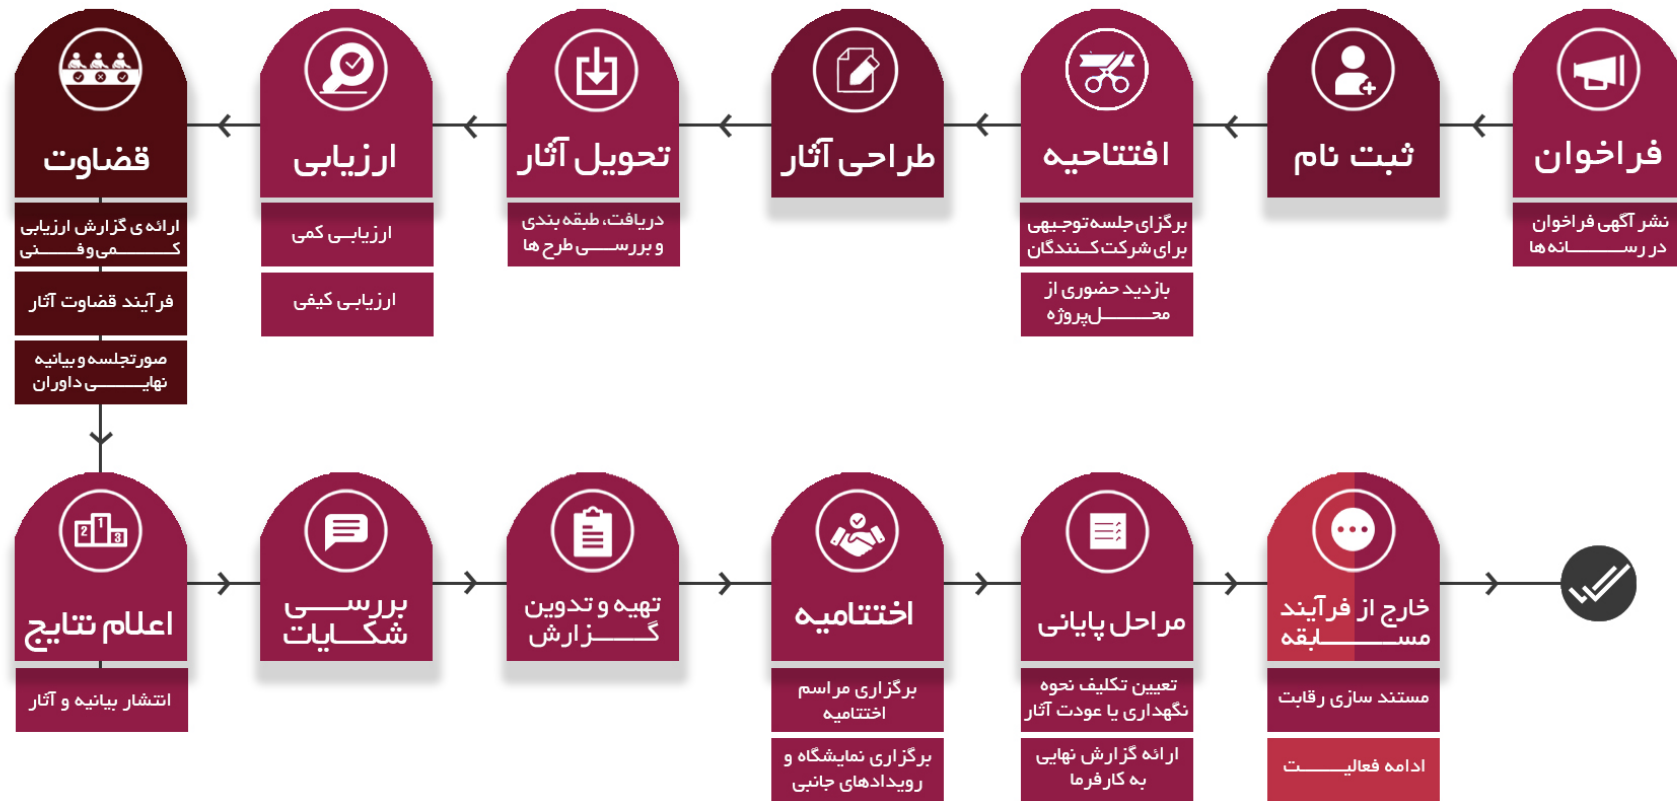 فراخوان
نشر آگهی فراخوان
در رسانه ها
ثبت نام
افتتاحیه
برگزای جلسه توجیهی
برای شرکت کنندگان
بازدید حضوری از
محل پروژه
طراحی آثار
تحویل آثار
دریافت، طبقه بندی
و بررسی طرح ها
ارزیابی
ارزیابی کمی
ارزیابی کیفی
قضاوت
ارائه ی گزارش ارزیابی
کمی و فنی
فرآیند قضاوت آثار
صورتجلسه و بیانیه
نهایی داوران
اعلام نتایج
2 1 3
انتشار بیانیه و آثار
بررسی
شکایات
تهیه و تدوین
گزارش
اختتامیه
برگزاری مراسم
اختتامیه
برگزاری نمایشگاه و
رویدادهای جانبی
مراحل پایانی
تعیین تکلیف نحوه
نگهداری یا عودت آثار
ارائه گزارش نهایی
به کارفرما
خارج از فرآیند
مسابقه
مستند سازی رقابت
ادامه فعالیت